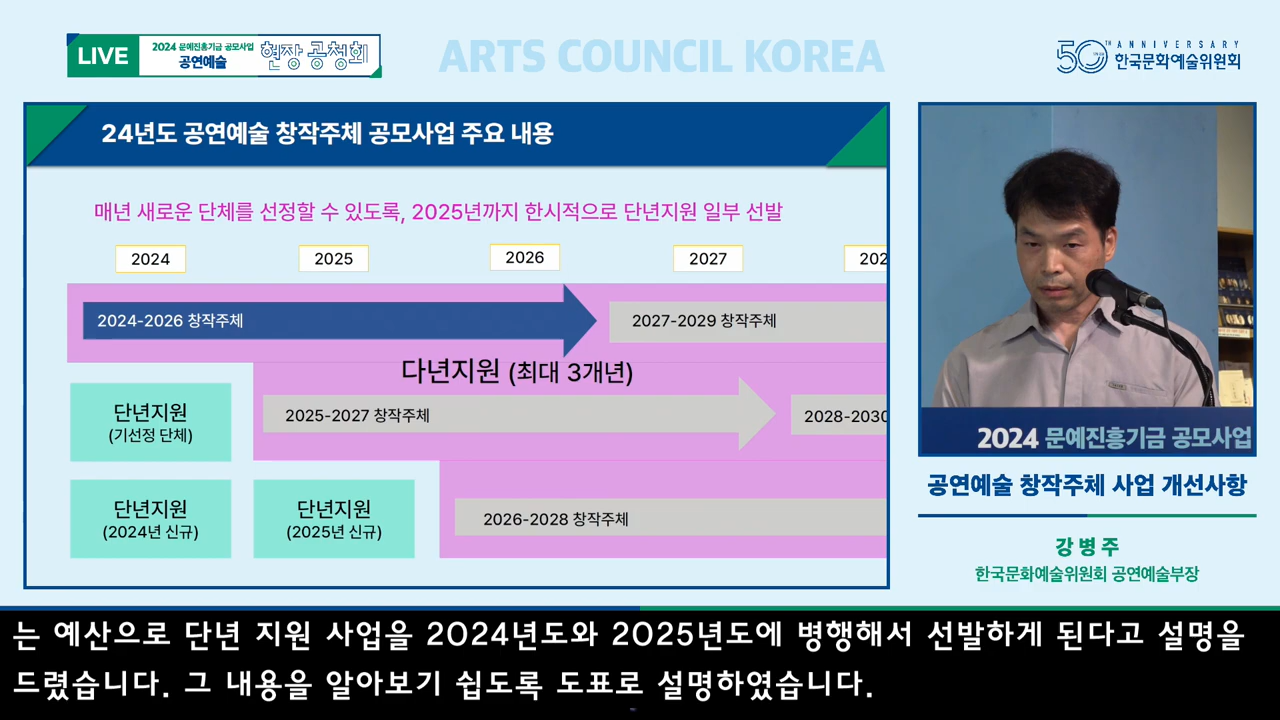 LIVE
2024 문예진흥기금 공모사업
공연예술
현장 공청회
ARTS COUNCIL KOREA
50TH ANNIVERSARY
한국문화예술위원회
24년도 공연예술 창작주체 공모사업 주요 내용
매년 새로운 단체를 선정할 수 있도록, 2025년까지 한시적으로 단년지원 일부 선발
2024
2025
2026
2027
202
2024-2026 창작주체
2027-2029 창작주체
다년지원 (최대 3개년)
단년지원
(기선정 단체)
2025-2027 창작주체
2028-2030
단년지원
(2024년 신규)
단년지원
(2025년 신규)
2026-2028 창작주체
2024 문예진흥기금 공모사업
공연예술 창작주체 사업 개선사항
강 병 주
한국문화예술위원회 공연예술부장
는 예산으로 단년 지원 사업을 2024년도와 2025년도에 병행해서 선발하게 된다고 설명을
드렸습니다. 그 내용을 알아보기 쉽도록 도표로 설명하였습니다.